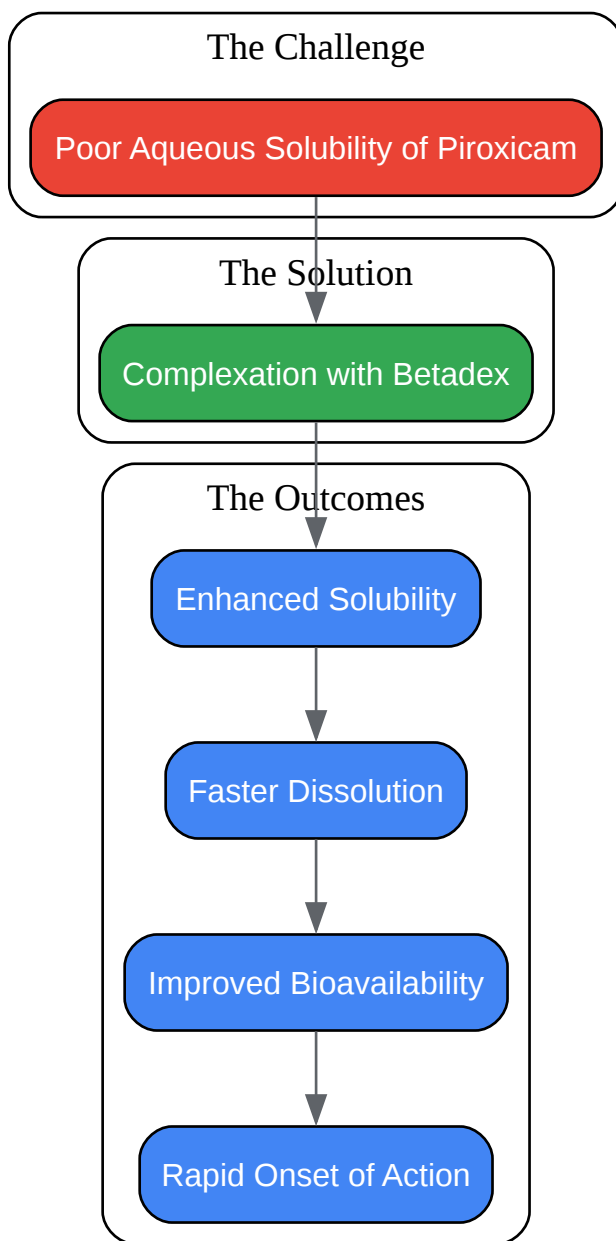 The Challenge
Poor Aqueous Solubility of Piroxicam
The Solution
Complexation with Betadex
The Outcomes
Enhanced Solubility
Faster Dissolution
Improved Bioavailability
Rapid Onset of Action